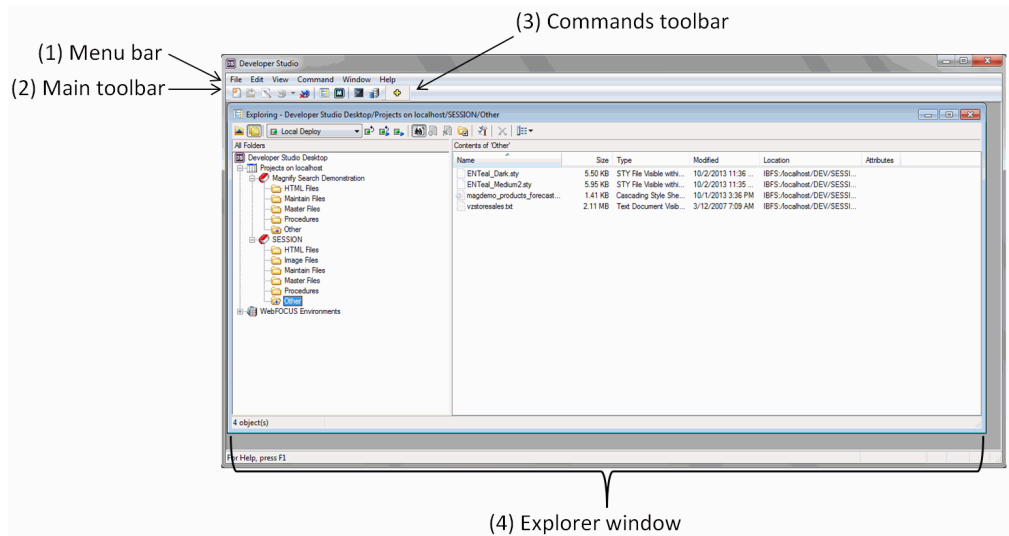 (3) Commands toolbar
(1) Menu bar
(2) Main toolbar
Developer Studio
File Edit View Command Window Help
Exploring - Developer Studio Desktop/Projects on localhost/SESSION/Other
Local Deploy
All Folders
Contents of 'Other'
Developer Studio Desktop
Projects on localhost
Magnify Search Demonstration
HTML Files
Maintain Files
Master Files
Procedures
Other
SESSION
HTML Files
Image Files
Maintain Files
Master Files
Procedures
Other
WebFOCUS Environments
Name Size Type Modified Location Attributes
ENTeal_Dark.sty 5.50 KB STY File Visible withi... 10/2/2013 11:36 ... IBFS:/localhost/DEV/SESSI...
ENTeal_Medium2.sty 5.95 KB STY File Visible withi... 10/2/2013 11:35 ... IBFS:/localhost/DEV/SESSI...
magdemo_products_forecast... 1.41 KB Cascading Style She... 10/1/2013 3:36 PM IBFS:/localhost/DEV/SESSI...
vzstoresales.txt 2.11 MB Text Document Visib... 3/12/2007 7:09 AM IBFS:/localhost/DEV/SESSI...
4 object(s)
For Help, press F1
(4) Explorer window